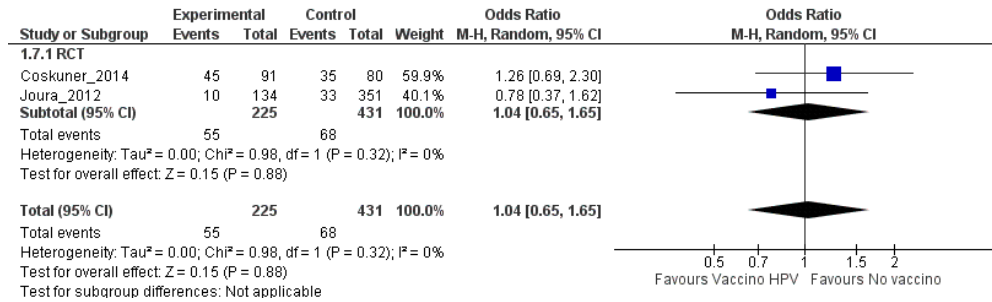 Experimental Control Odds Ratio Odds Ratio
Study or Subgroup Events Total Events Total Weight M-H, Random, 95% CI M-H, Random, 95% CI
1.7.1 RCT
Coskuner_2014 45 91 35 80 59.9% 1.26 [0.69, 2.30]
Joura_2012 10 134 33 351 40.1% 0.78 [0.37, 1.62]
Subtotal (95% CI) 225 431 100.0% 1.04 [0.65, 1.65]
Total events 55 68
Heterogeneity: Tau² = 0.00; Chi² = 0.98, df = 1 (P = 0.32); I² = 0%
Test for overall effect: Z = 0.15 (P = 0.88)
Total (95% CI) 225 431 100.0% 1.04 [0.65, 1.65]
Total events 55 68
Heterogeneity: Tau² = 0.00; Chi² = 0.98, df = 1 (P = 0.32); I² = 0%
Test for overall effect: Z = 0.15 (P = 0.88)
Test for subgroup differences: Not applicable
0.5 0.7 1 1.5 2
Favours Vaccino HPV Favours No vaccino